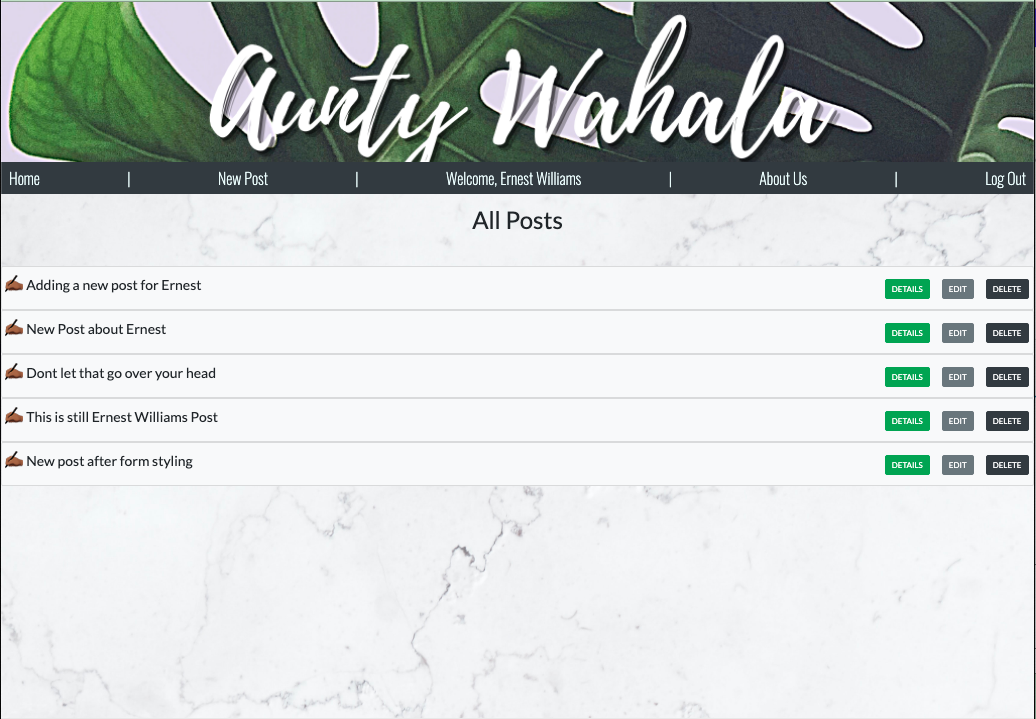 Aunty Wahala
Home | New Post | Welcome, Ernest Williams | About Us | Log Out
All Posts
✍🏾 Adding a new post for Ernest DETAILS EDIT DELETE
✍🏾 New Post about Ernest DETAILS EDIT DELETE
✍🏾 Dont let that go over your head DETAILS EDIT DELETE
✍🏾 This is still Ernest Williams Post DETAILS EDIT DELETE
✍🏾 New post after form styling DETAILS EDIT DELETE